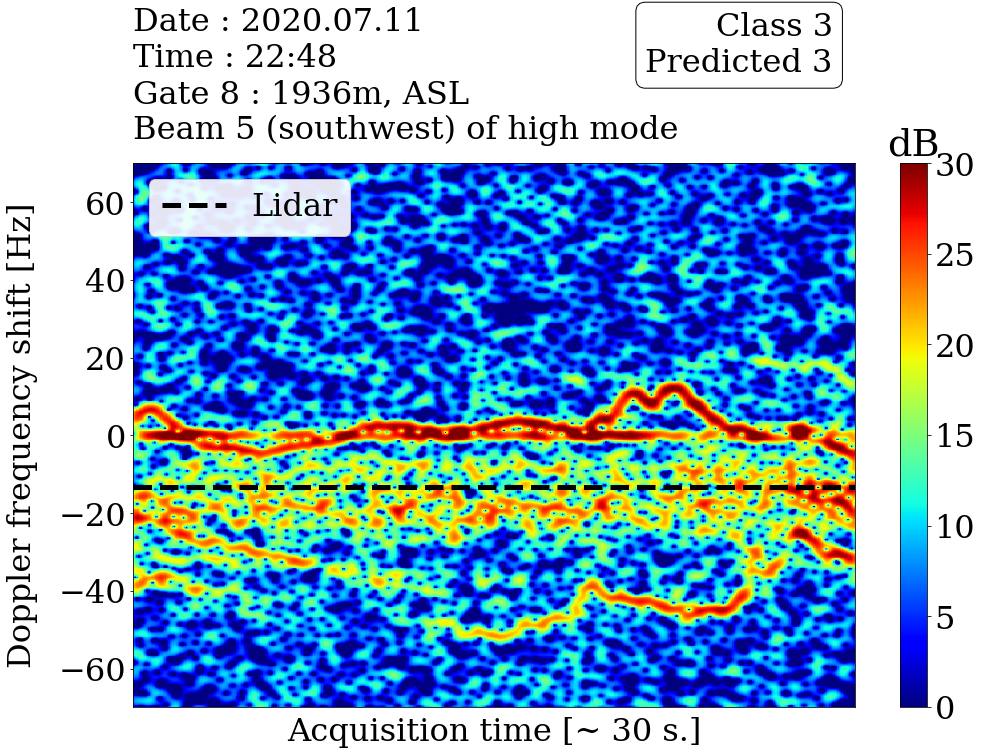 Date : 2020.07.11
Time : 22:48
Gate 8 : 1936m, ASL
Beam 5 (southwest) of high mode
Class 3
Predicted 3
dB
Lidar
Doppler frequency shift [Hz]
60
40
20
0
−20
−40
−60
30
25
20
15
10
5
0
Acquisition time [~ 30 s.]